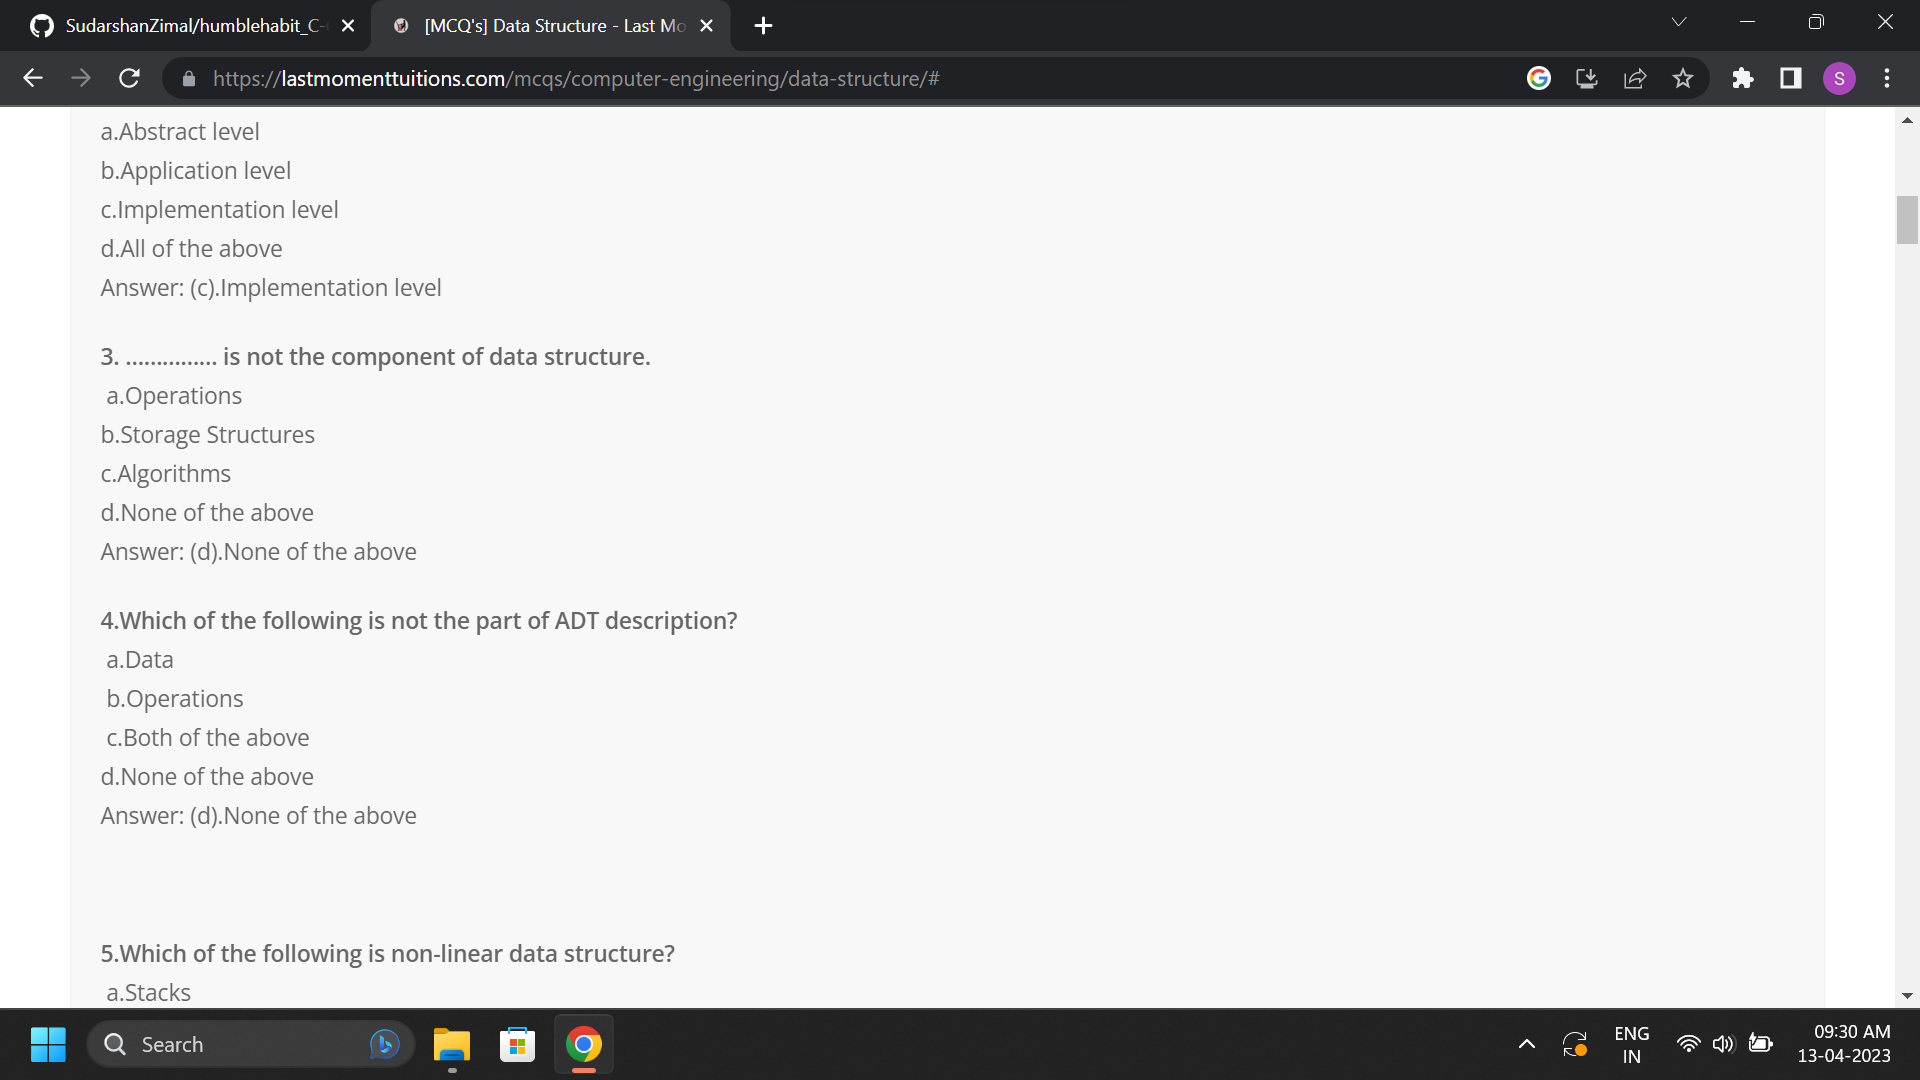 SudarshanZimal/humblehabit_C-
[MCQ's] Data Structure - Last Mo
https://lastmomenttuitions.com/mcqs/computer-engineering/data-structure/#
S
a.Abstract level
b.Application level
c.Implementation level
d.All of the above
Answer: (c).Implementation level
3. ............... is not the component of data structure.
a.Operations
b.Storage Structures
c.Algorithms
d.None of the above
Answer: (d).None of the above
4.Which of the following is not the part of ADT description?
a.Data
b.Operations
c.Both of the above
d.None of the above
Answer: (d).None of the above
5.Which of the following is non-linear data structure?
a.Stacks
Search
ENG
IN
09:30 AM
13-04-2023